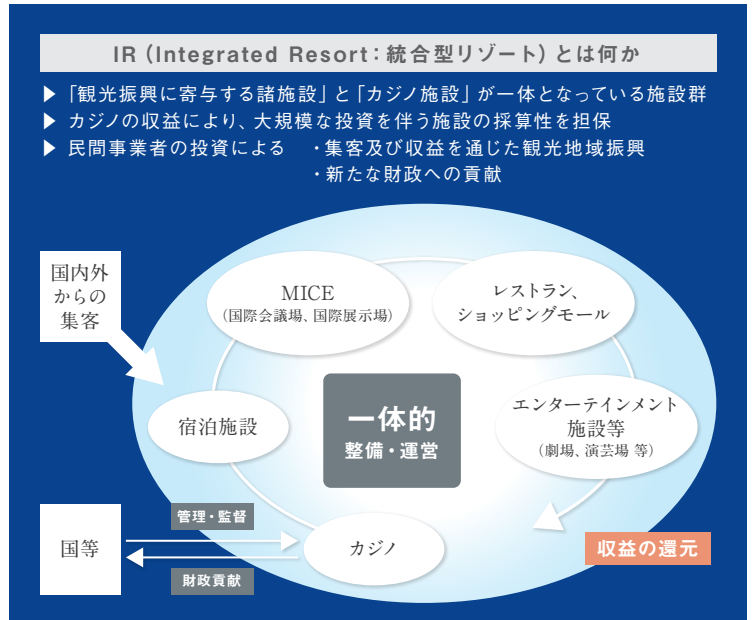 IR（Integrated Resort：統合型リゾート）とは何か
▶ 「観光振興に寄与する諸施設」と「カジノ施設」が一体となっている施設群
▶ カジノの収益により、大規模な投資を伴う施設の採算性を担保
▶ 民間事業者の投資による ・集客及び収益を通じた観光地域振興
・新たな財政への貢献
国内外
からの
集客
MICE
（国際会議場、国際展示場）
レストラン、
ショッピングモール
宿泊施設
一体的
整備・運営
エンターテインメント
施設等
（劇場、演芸場 等）
国等
管理・監督
財政貢献
カジノ
収益の還元